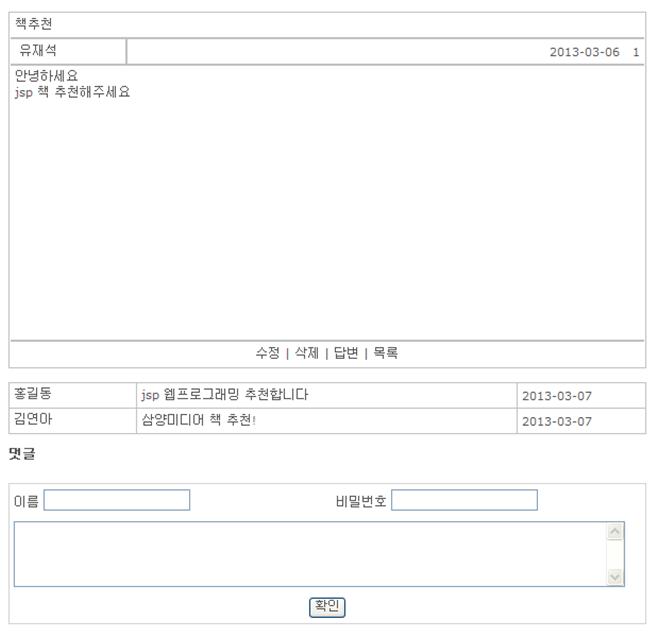 책추천
유재석 2013-03-06 1
안녕하세요
jsp 책 추천해주세요
수정 | 삭제 | 답변 | 목록
홍길동 jsp 웹프로그래밍 추천합니다 2013-03-07
김연아 삼양미디어 책 추천! 2013-03-07
댓글
이름 비밀번호
확인